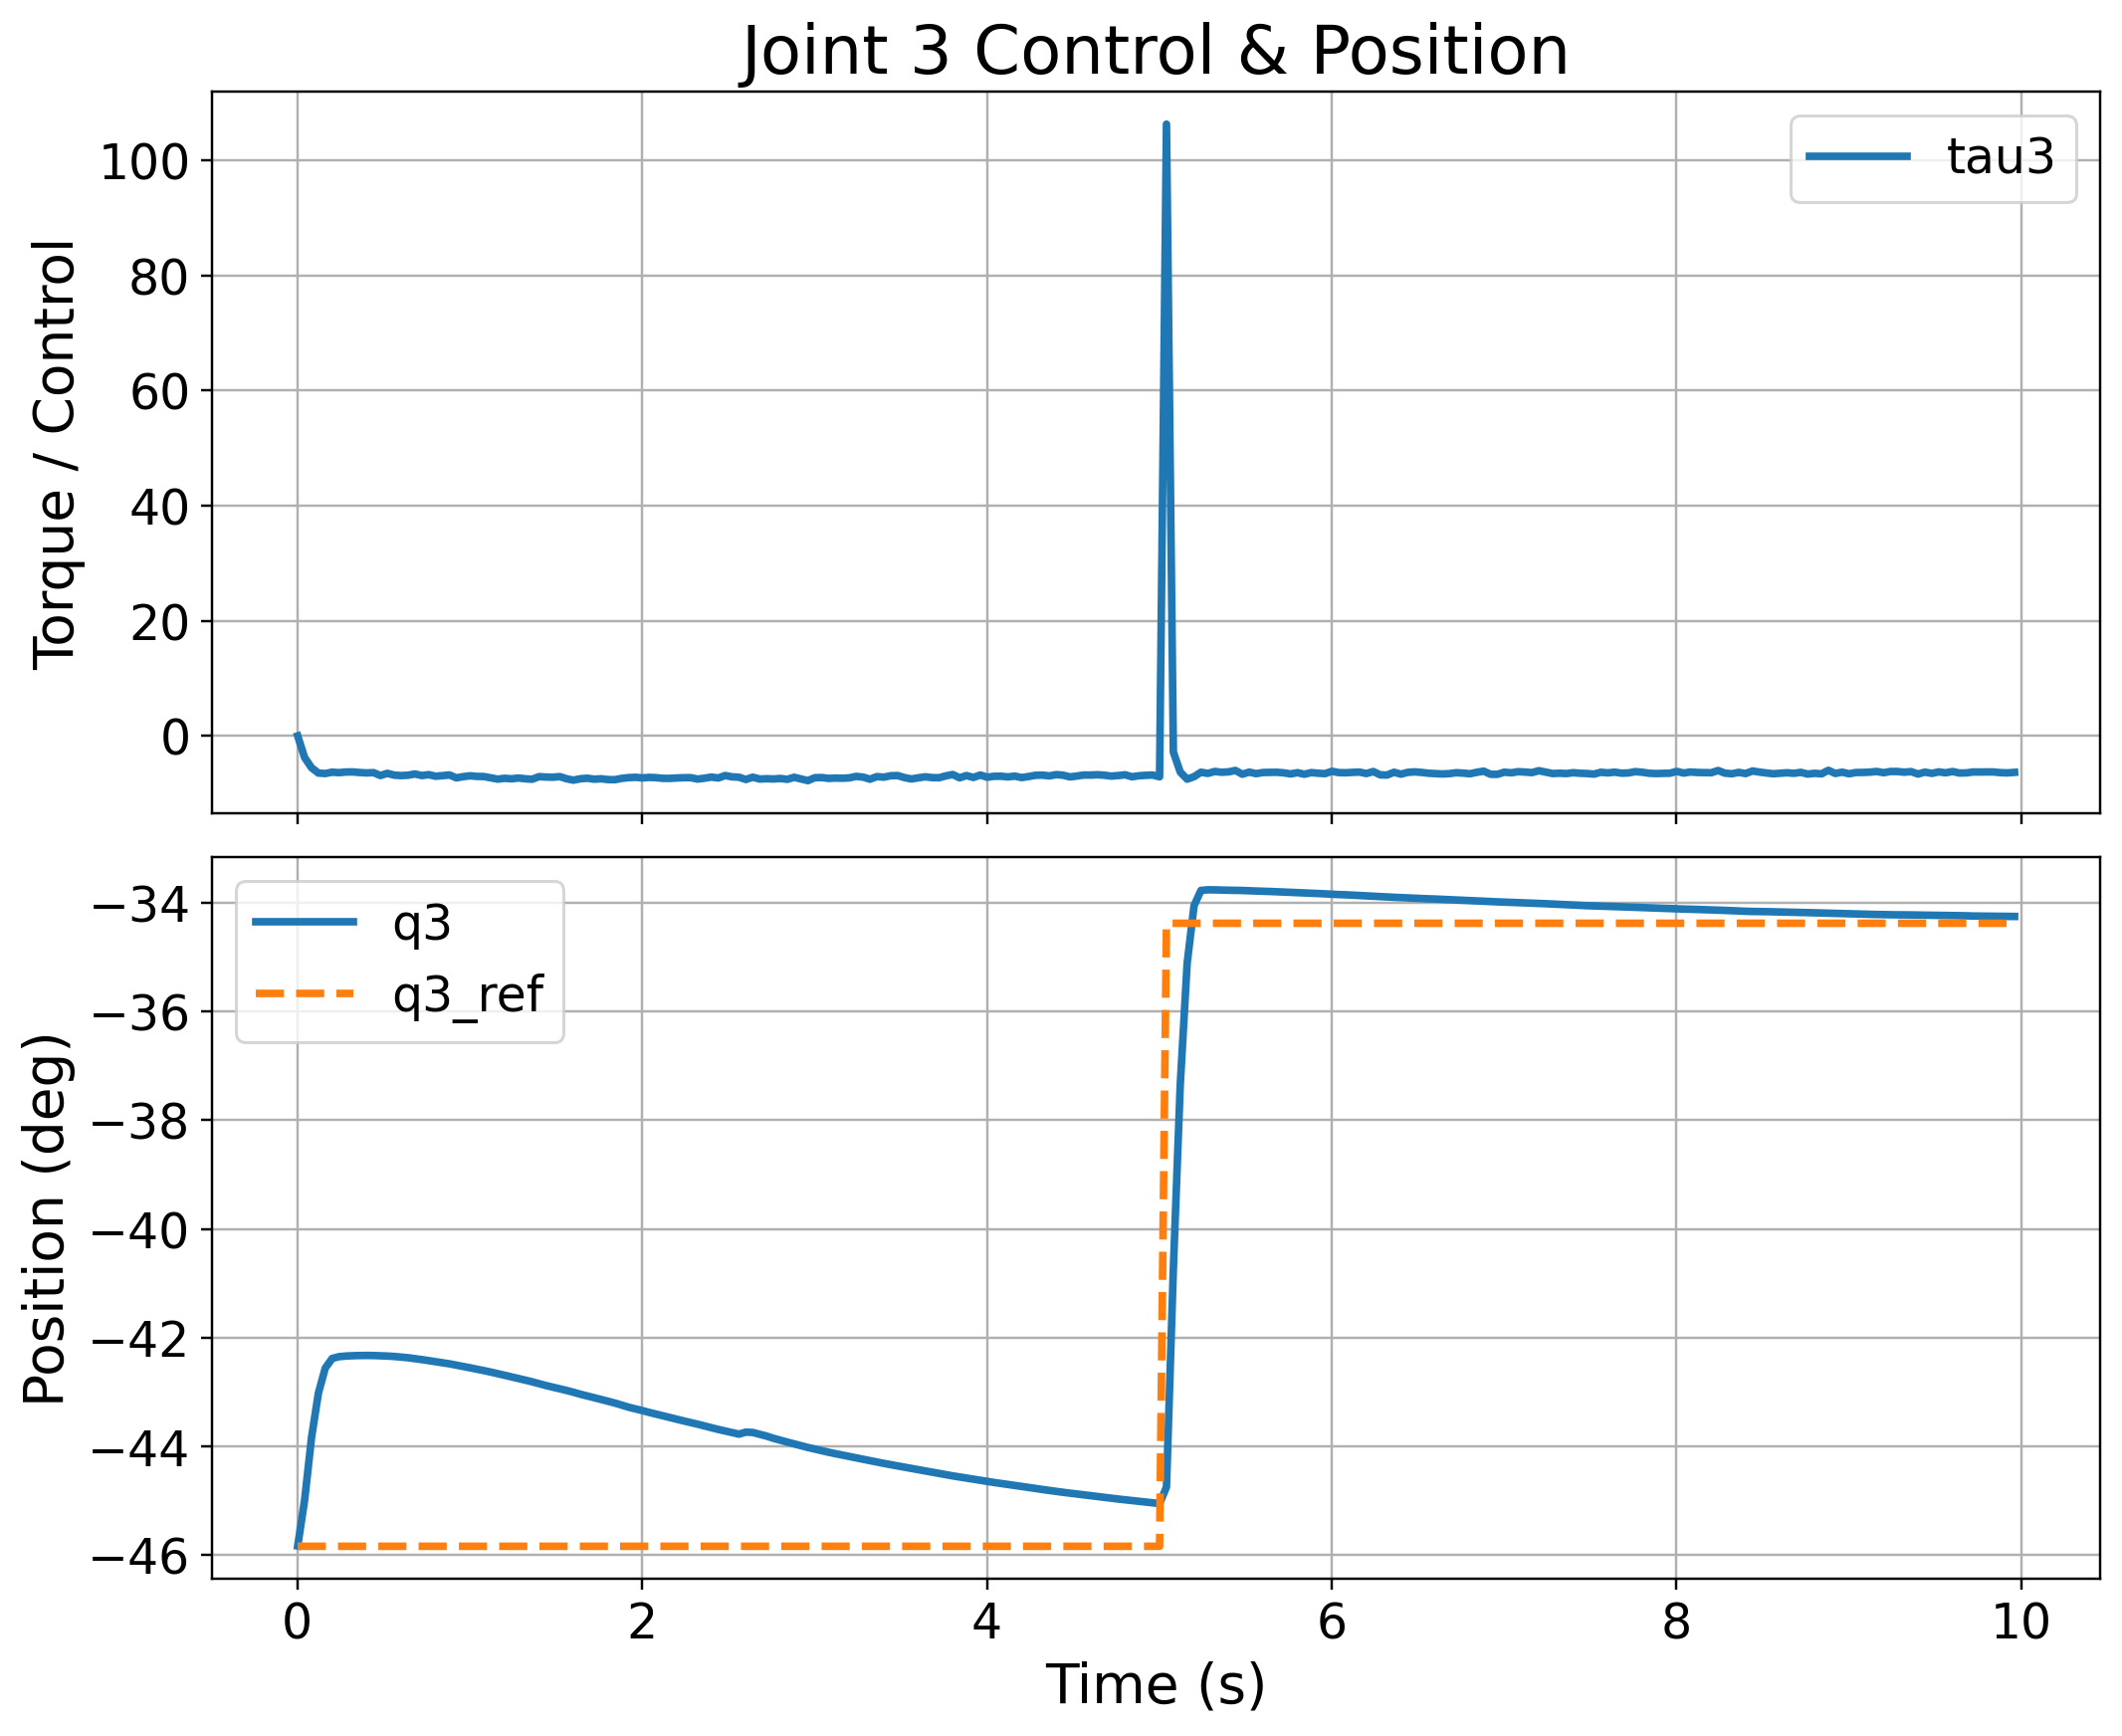 Joint 3 Control & Position
Torque / Control
100
80
60
40
20
0
tau3
Position (deg)
−34
−36
−38
−40
−42
−44
−46
q3
q3_ref
0 2 4 6 8 10
Time (s)